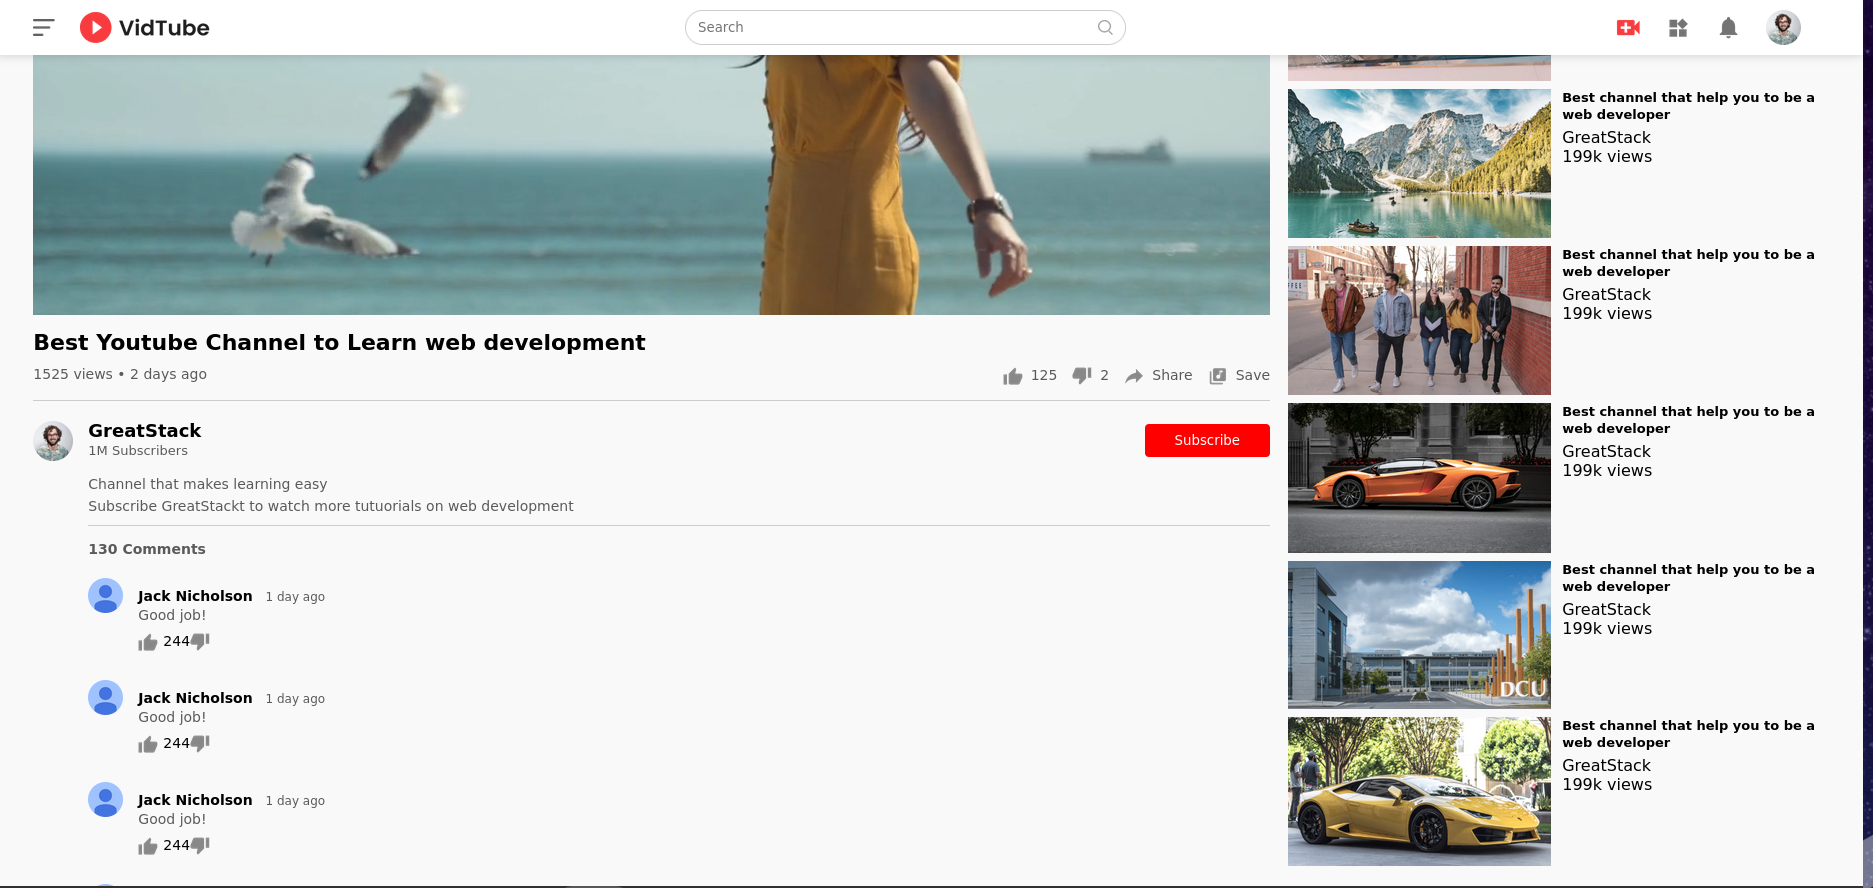 VidTube
Search
Best Youtube Channel to Learn web development
1525 views • 2 days ago
125
2
Share
Save
GreatStack
1M Subscribers
Subscribe
Channel that makes learning easy
Subscribe GreatStackt to watch more tutuorials on web development
130 Comments
Jack Nicholson 1 day ago
Good job!
244
Jack Nicholson 1 day ago
Good job!
244
Jack Nicholson 1 day ago
Good job!
244
Best channel that help you to be a
web developer
GreatStack
199k views
Best channel that help you to be a
web developer
GreatStack
199k views
Best channel that help you to be a
web developer
GreatStack
199k views
DCU
Best channel that help you to be a
web developer
GreatStack
199k views
Best channel that help you to be a
web developer
GreatStack
199k views